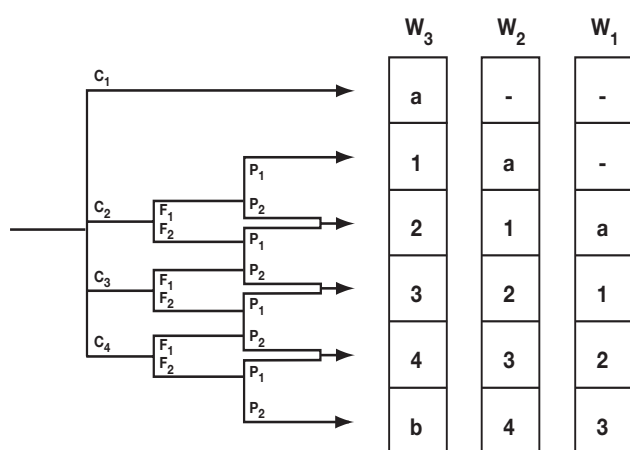 W3 W2 W1
C1
a - -
P1
1 a -
C2 F1 P2
F2 P1
2 1 a
C3 F1 P2
F2 P1
3 2 1
C4 F1 P2
F2 P1
4 3 2
P2
b 4 3